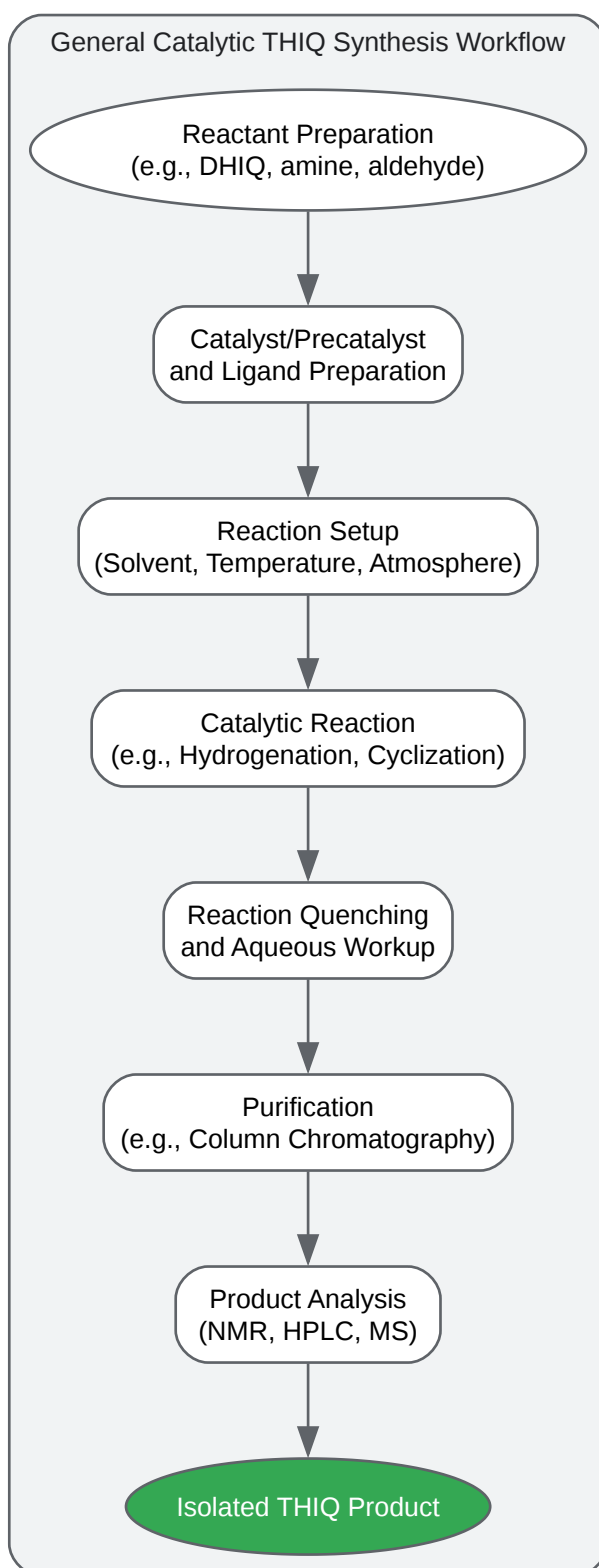 General Catalytic THIQ Synthesis Workflow
Reactant Preparation
(e.g., DHIQ, amine, aldehyde)
Catalyst/Precatalyst
and Ligand Preparation
Reaction Setup
(Solvent, Temperature, Atmosphere)
Catalytic Reaction
(e.g., Hydrogenation, Cyclization)
Reaction Quenching
and Aqueous Workup
Purification
(e.g., Column Chromatography)
Product Analysis
(NMR, HPLC, MS)
Isolated THIQ Product